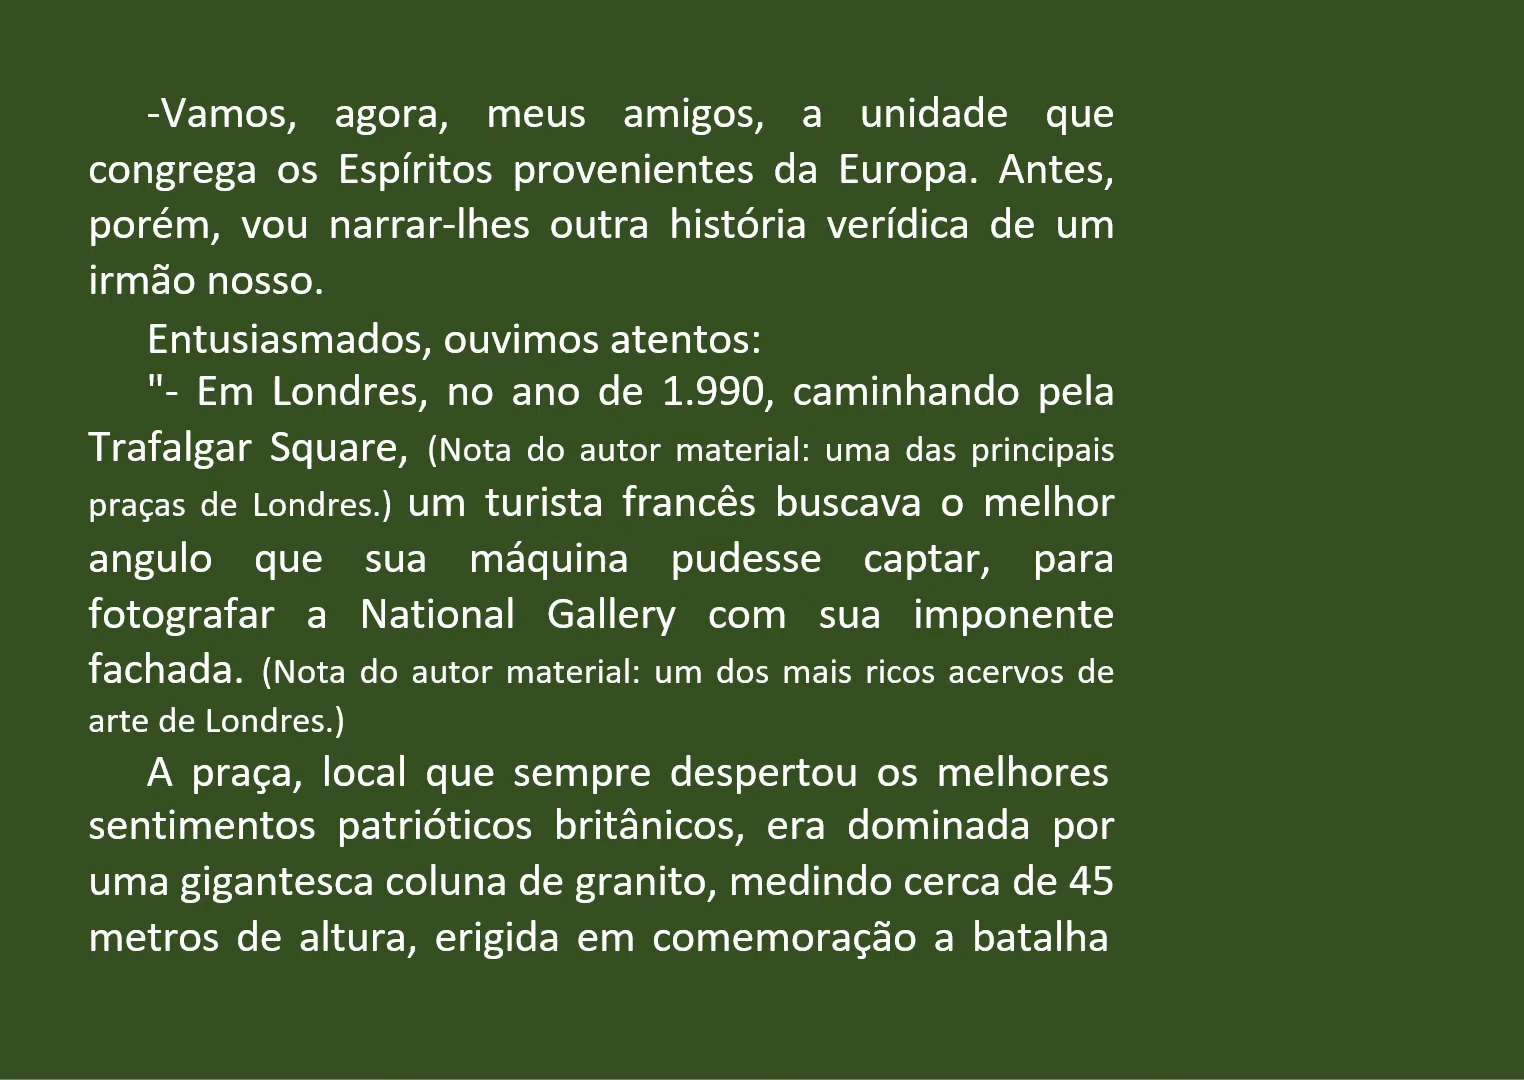 -Vamos, agora, meus amigos, a unidade que
congrega os Espíritos provenientes da Europa. Antes,
porém, vou narrar-lhes outra história verídica de um
irmão nosso.
Entusiasmados, ouvimos atentos:
"- Em Londres, no ano de 1.990, caminhando pela
Trafalgar Square, (Nota do autor material: uma das principais
praças de Londres.) um turista francês buscava o melhor
angulo que sua máquina pudesse captar, para
fotografar a National Gallery com sua imponente
fachada. (Nota do autor material: um dos mais ricos acervos de
arte de Londres.)
A praça, local que sempre despertou os melhores
sentimentos patrióticos britânicos, era dominada por
uma gigantesca coluna de granito, medindo cerca de 45
metros de altura, erigida em comemoração a batalha